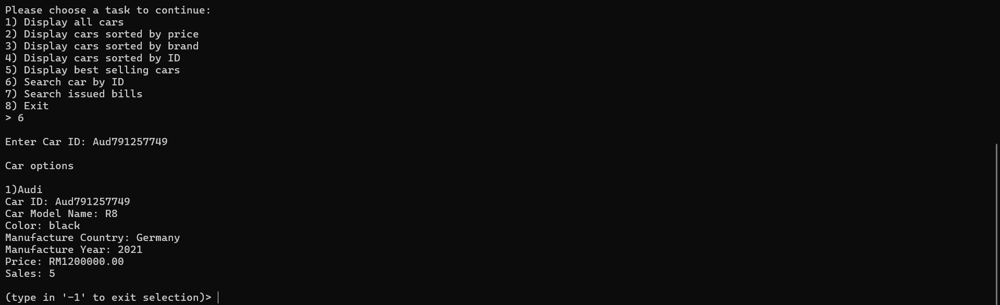 Please choose a task to continue:
1) Display all cars
2) Display cars sorted by price
3) Display cars sorted by brand
4) Display cars sorted by ID
5) Display best selling cars
6) Search car by ID
7) Search issued bills
8) Exit
> 6
Enter Car ID: Aud791257749
Car options
1)Audi
Car ID: Aud791257749
Car Model Name: R8
Color: black
Manufacture Country: Germany
Manufacture Year: 2021
Price: RM1200000.00
Sales: 5
(type in '-1' to exit selection)>